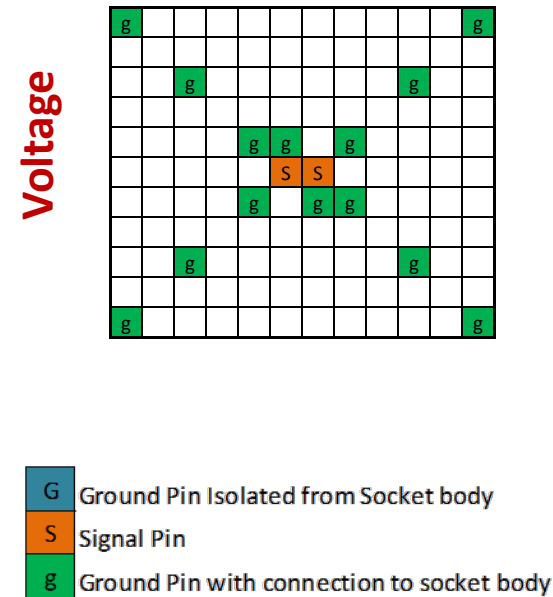 Voltage
g g
g g
g g g
S S
g g g
g g
g g
G Ground Pin Isolated from Socket body
S Signal Pin
g Ground Pin with connection to socket body